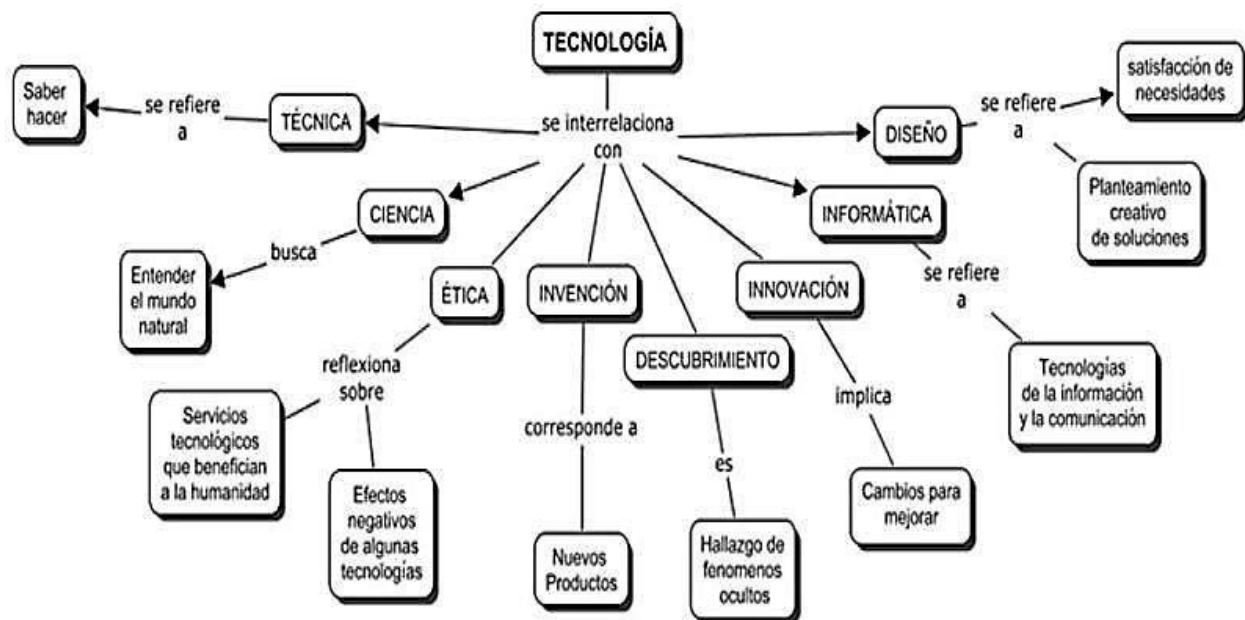 TECNOLOGÍA
se interrelaciona
con
TÉCNICA
se refiere
a
Saber
hacer
CIENCIA
busca
Entender
el mundo
natural
ÉTICA
reflexiona
sobre
Servicios
tecnológicos
que benefician
a la humanidad
Efectos
negativos
de algunas
tecnologías
INVENCIÓN
corresponde a
Nuevos
Productos
DESCUBRIMIENTO
es
Hallazgo de
fenomenos
ocultos
INNOVACIÓN
implica
Cambios para
mejorar
INFORMÁTICA
se refiere
a
Tecnologías
de la información
y la comunicación
DISEÑO
se refiere
a
satisfacción de
necesidades
Planteamiento
creativo
de soluciones